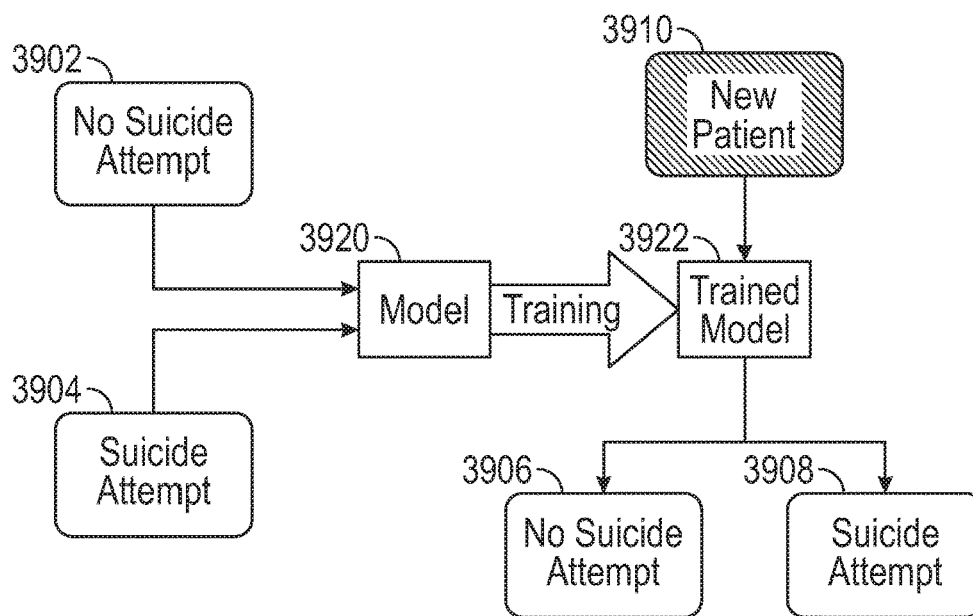 3902
No Suicide
Attempt
3910
New
Patient
3920
Model
Training
3922
Trained
Model
3904
Suicide
Attempt
3906
No Suicide
Attempt
3908
Suicide
Attempt